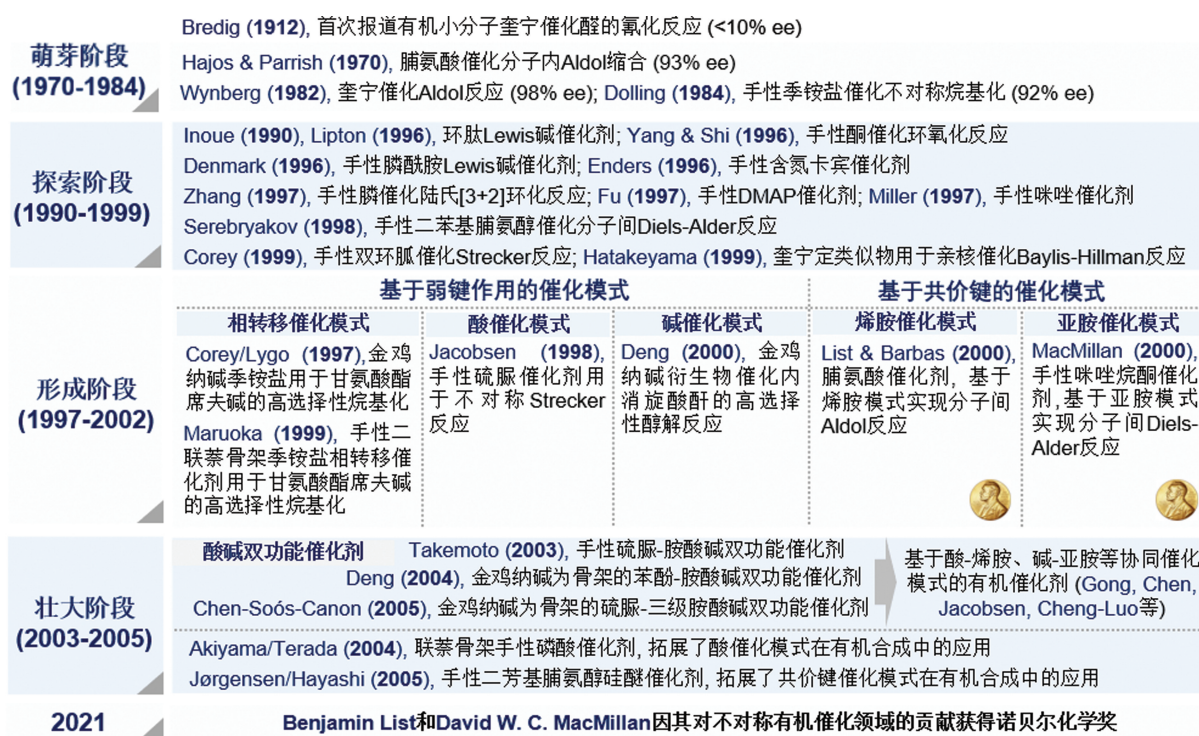 萌芽阶段
(1970-1984)
Bredig (1912), 首次报道有机小分子奎宁催化醛的氰化反应 (<10% ee)
Hajos & Parrish (1970), 脯氨酸催化分子内Aldol缩合 (93% ee)
Wynberg (1982), 奎宁催化Aldol反应 (98% ee); Dolling (1984), 手性季铵盐催化不对称烷基化 (92% ee)
探索阶段
(1990-1999)
Inoue (1990), Lipton (1996), 环肽Lewis碱催化剂; Yang & Shi (1996), 手性酮催化环氧化反应
Denmark (1996), 手性膦酰胺Lewis碱催化剂; Enders (1996), 手性含氮卡宾催化剂
Zhang (1997), 手性膦催化陆氏[3+2]环化反应; Fu (1997), 手性DMAP催化剂; Miller (1997), 手性咪唑催化剂
Serebryakov (1998), 手性二苯基脯氨醇催化分子间Diels-Alder反应
Corey (1999), 手性双环胍催化Strecker反应; Hatakeyama (1999), 奎宁定类似物用于亲核催化Baylis-Hillman反应
形成阶段
(1997-2002)
基于弱键作用的催化模式
基于共价键的催化模式
相转移催化模式
Corey/Lygo (1997),金鸡
纳碱季铵盐用于甘氨酸酯
席夫碱的高选择性烷基化
Maruoka (1999), 手性二
联萘骨架季铵盐相转移催
化剂用于甘氨酸酯席夫碱
的高选择性烷基化
酸催化模式
Jacobsen (1998),
手性硫脲催化剂用
于不对称Strecker
反应
碱催化模式
Deng (2000), 金鸡
纳碱衍生物催化内
消旋酸酐的高选择
性醇解反应
烯胺催化模式
List & Barbas (2000),
脯氨酸催化剂, 基于
烯胺模式实现分子间
Aldol反应
亚胺催化模式
MacMillan (2000),
手性咪唑烷酮催化
剂,基于亚胺模式
实现分子间Diels-
Alder反应
壮大阶段
(2003-2005)
酸碱双功能催化剂
Takemoto (2003), 手性硫脲-胺酸碱双功能催化剂
Deng (2004), 金鸡纳碱为骨架的苯酚-胺酸碱双功能催化剂
Chen-Soós-Canon (2005), 金鸡纳碱为骨架的硫脲-三级胺酸碱双功能催化剂
基于酸-烯胺、碱-亚胺等协同催化
模式的有机催化剂 (Gong, Chen,
Jacobsen, Cheng-Luo等)
Akiyama/Terada (2004), 联萘骨架手性磷酸催化剂, 拓展了酸催化模式在有机合成中的应用
Jørgensen/Hayashi (2005), 手性二芳基脯氨醇硅醚催化剂, 拓展了共价键催化模式在有机合成中的应用
2021
Benjamin List和David W. C. MacMillan因其对不对称有机催化领域的贡献获得诺贝尔化学奖